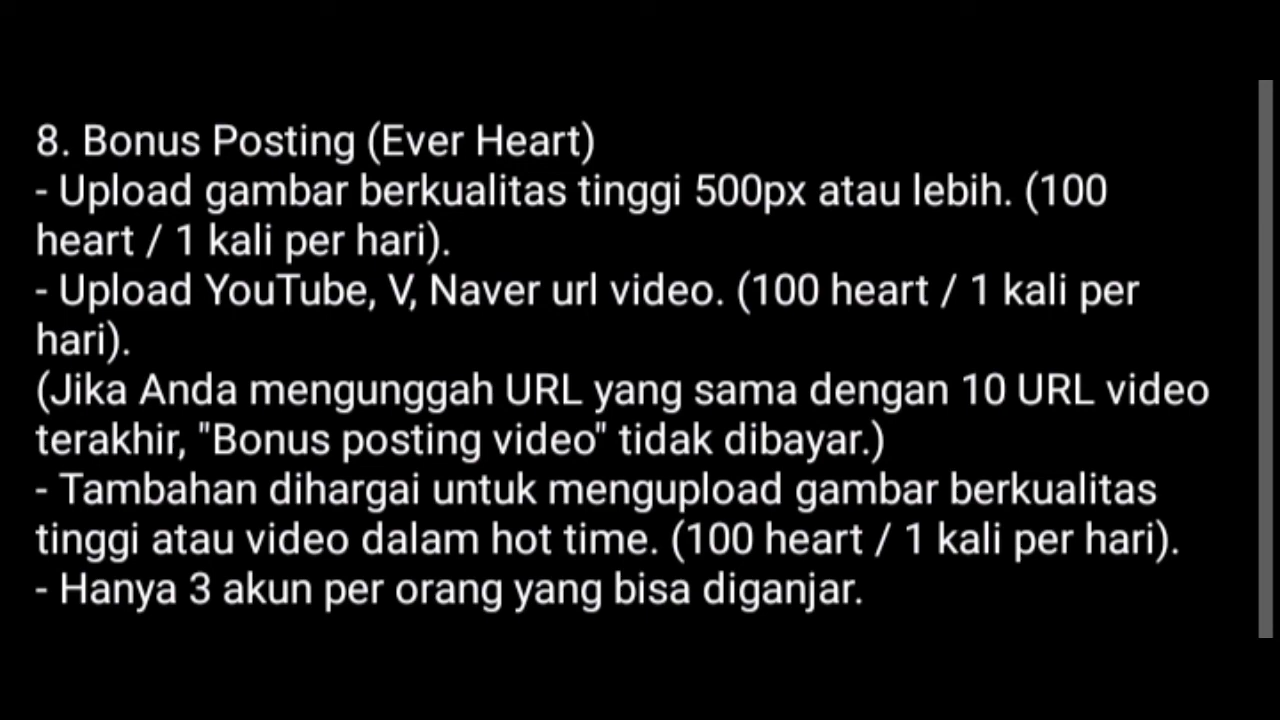 8. Bonus Posting (Ever Heart)
- Upload gambar berkualitas tinggi 500px atau lebih. (100
heart / 1 kali per hari).
- Upload YouTube, V, Naver url video. (100 heart / 1 kali per
hari).
(Jika Anda mengunggah URL yang sama dengan 10 URL video
terakhir, "Bonus posting video" tidak dibayar.)
- Tambahan dihargai untuk mengupload gambar berkualitas
tinggi atau video dalam hot time. (100 heart / 1 kali per hari).
- Hanya 3 akun per orang yang bisa diganjar.